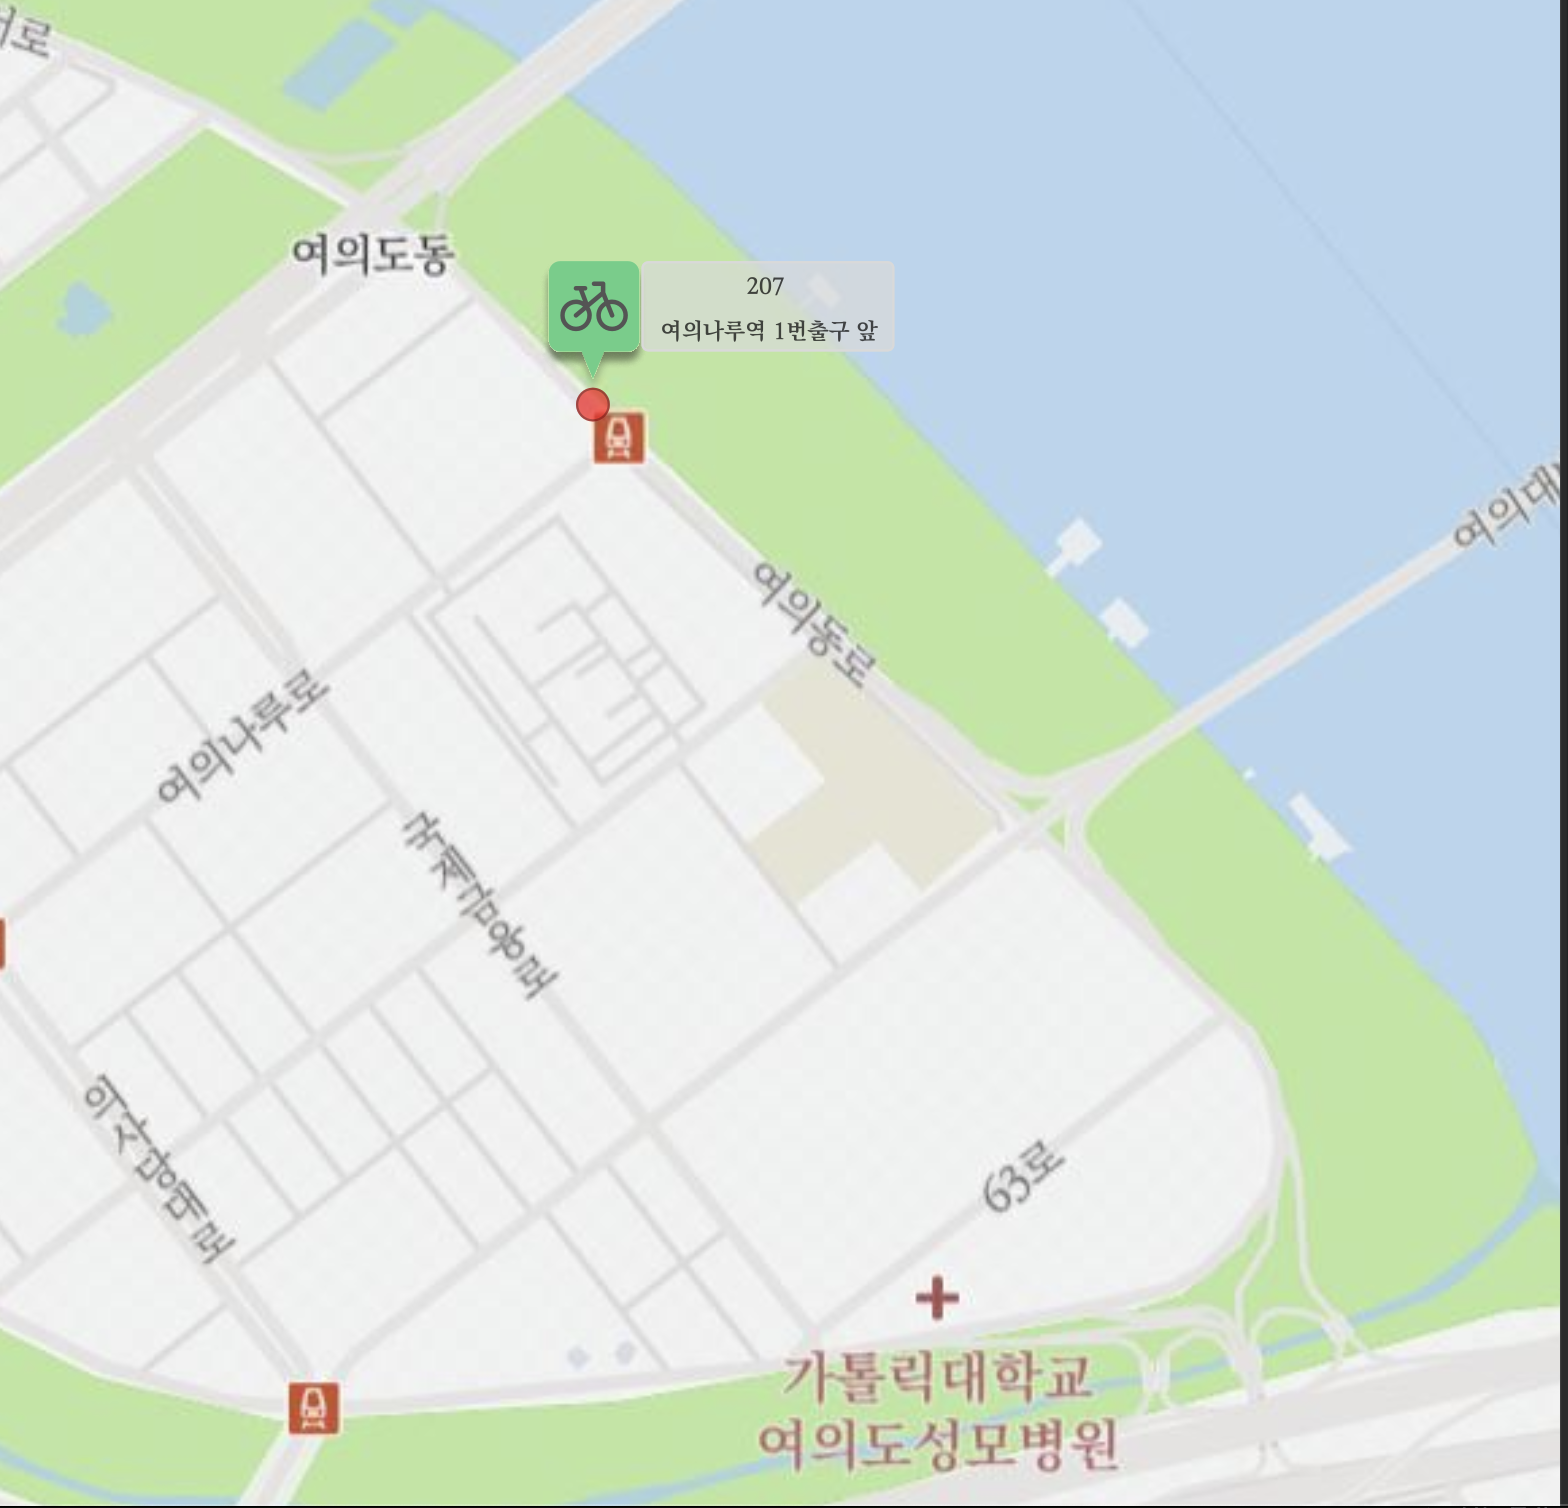 여의도동
207
여의나루역 1번출구 앞
여의동로
여의나루로
국제금융로
의사당대로
63로
가톨릭대학교
여의도성모병원